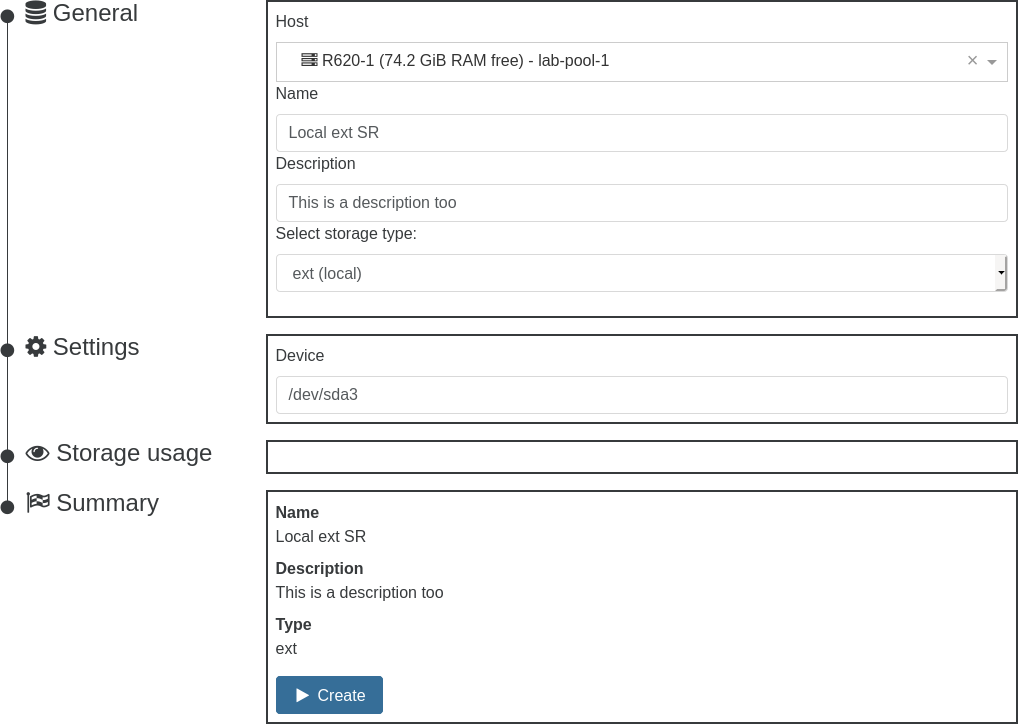 General
Host
R620-1 (74.2 GiB RAM free) - lab-pool-1 ×
Name
Local ext SR
Description
This is a description too
Select storage type:
ext (local)
Settings
Device
/dev/sda3
Storage usage
Summary
Name
Local ext SR
Description
This is a description too
Type
ext
Create